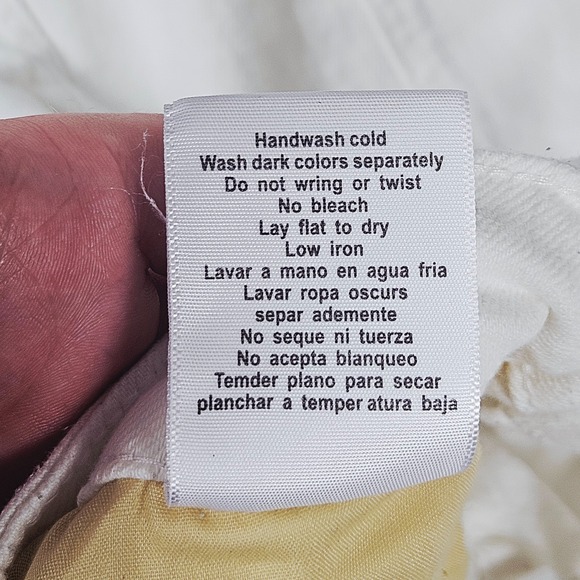 Handwash cold
Wash dark colors separately
Do not wring or twist
No bleach
Lay flat to dry
Low iron
Lavar a mano en agua fria
Lavar ropa oscurs
separ ademente
No seque ni tuerza
No acepta blanqueo
Temder plano para secar
planchar a temper atura baja